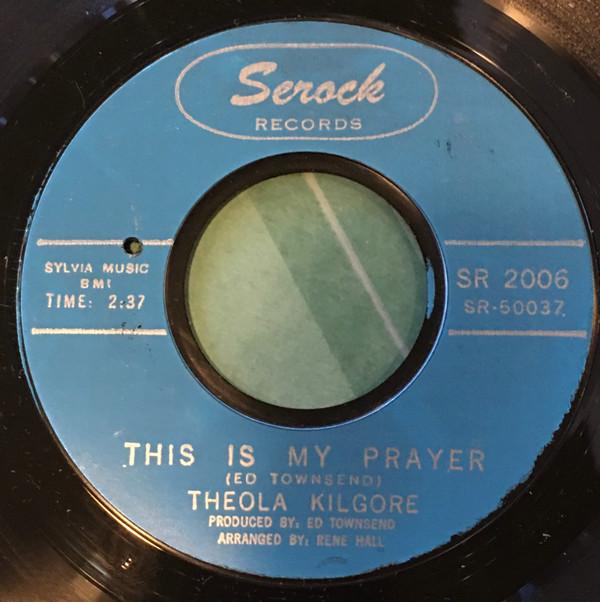 Serock
RECORDS
SYLVIA MUSIC
BMI
TIME: 2:37
SR 2006
SR-50037
THIS IS MY PRAYER
(ED TOWNSEND)
THEOLA KILGORE
PRODUCED BY: ED TOWNSEND
ARRANGED BY: RENE HALL